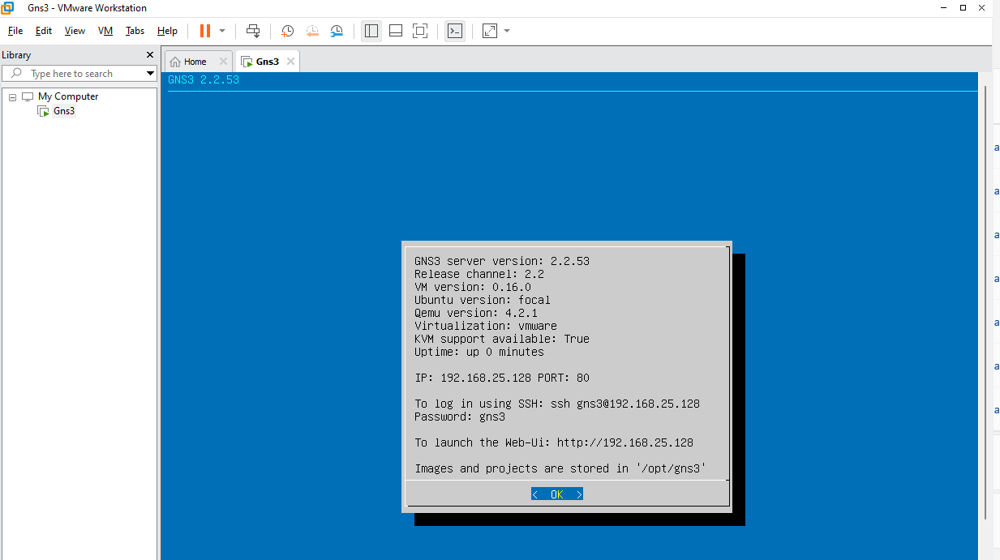 Gns3 - VMware Workstation
File Edit View VM Tabs Help
Library
Type here to search
My Computer
Gns3
Home Gns3
GNS3 2.2.53
GNS3 server version: 2.2.53
Release channel: 2.2
VM version: 0.16.0
Ubuntu version: focal
Qemu version: 4.2.1
Virtualization: vmware
KVM support available: True
Uptime: up 0 minutes
IP: 192.168.25.128 PORT: 80
To log in using SSH: ssh gns3@192.168.25.128
Password: gns3
To launch the Web-Ui: http://192.168.25.128
Images and projects are stored in '/opt/gns3'
< OK >
a
a
a
a
a
a
a